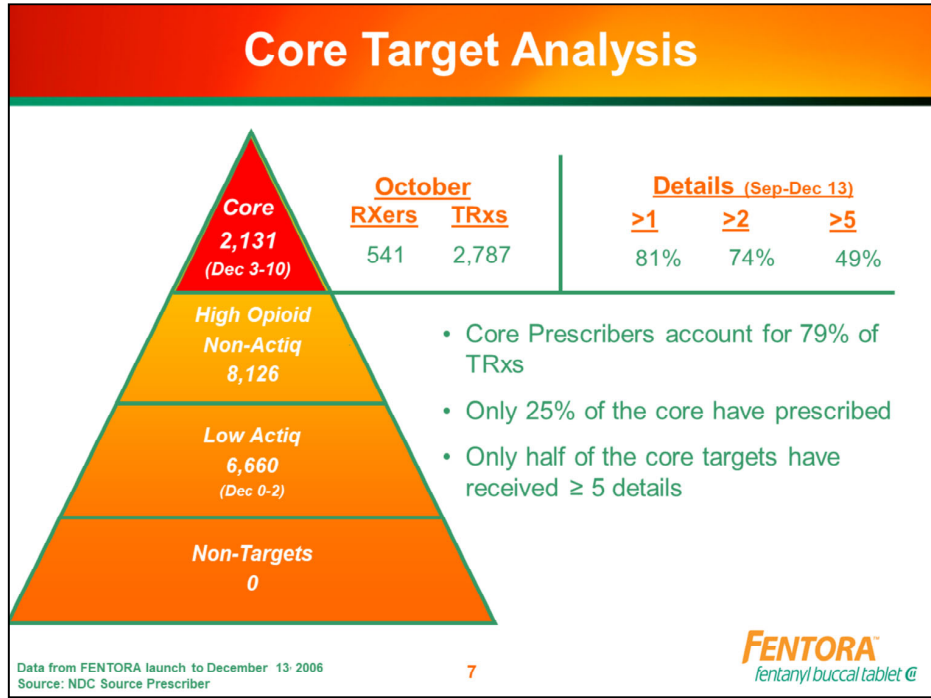 Core Target Analysis
Core
2,131
(Dec 3-10)
October
RXers TRxs
541 2,787
Details (Sep-Dec 13)
>1 >2 >5
81% 74% 49%
High Opioid
Non-Actiq
8,126
Low Actiq
6,660
(Dec 0-2)
Non-Targets
0
• Core Prescribers account for 79% of
TRxs
• Only 25% of the core have prescribed
• Only half of the core targets have
received ≥ 5 details
Data from FENTORA launch to December 13, 2006
Source: NDC Source Prescriber
7
FENTORA™
fentanyl buccal tablet CII